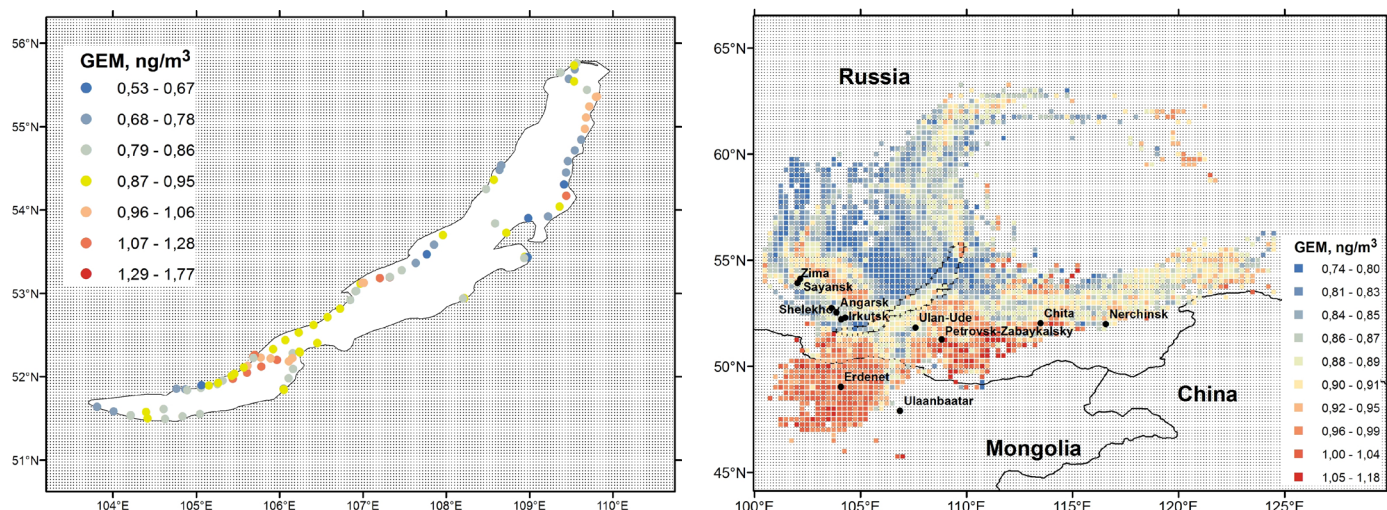 56°N
55°N
54°N
53°N
52°N
51°N
GEM, ng/m³
0,53 - 0,67
0,68 - 0,78
0,79 - 0,86
0,87 - 0,95
0,96 - 1,06
1,07 - 1,28
1,29 - 1,77
104°E 105°E 106°E 107°E 108°E 109°E 110°E
65°N
60°N
55°N
50°N
45°N
Russia
Zima
Sayansk
Angarsk
Shelekho
Irkutsk
Ulan-Ude
Chita
Nerchinsk
Petrovsk-Zabaykalsky
Erdenet
Ulaanbaatar
China
Mongolia
GEM, ng/m³
0,74 - 0,80
0,81 - 0,83
0,84 - 0,85
0,86 - 0,87
0,88 - 0,89
0,90 - 0,91
0,92 - 0,95
0,96 - 0,99
1,00 - 1,04
1,05 - 1,18
100°E 105°E 110°E 115°E 120°E 125°E